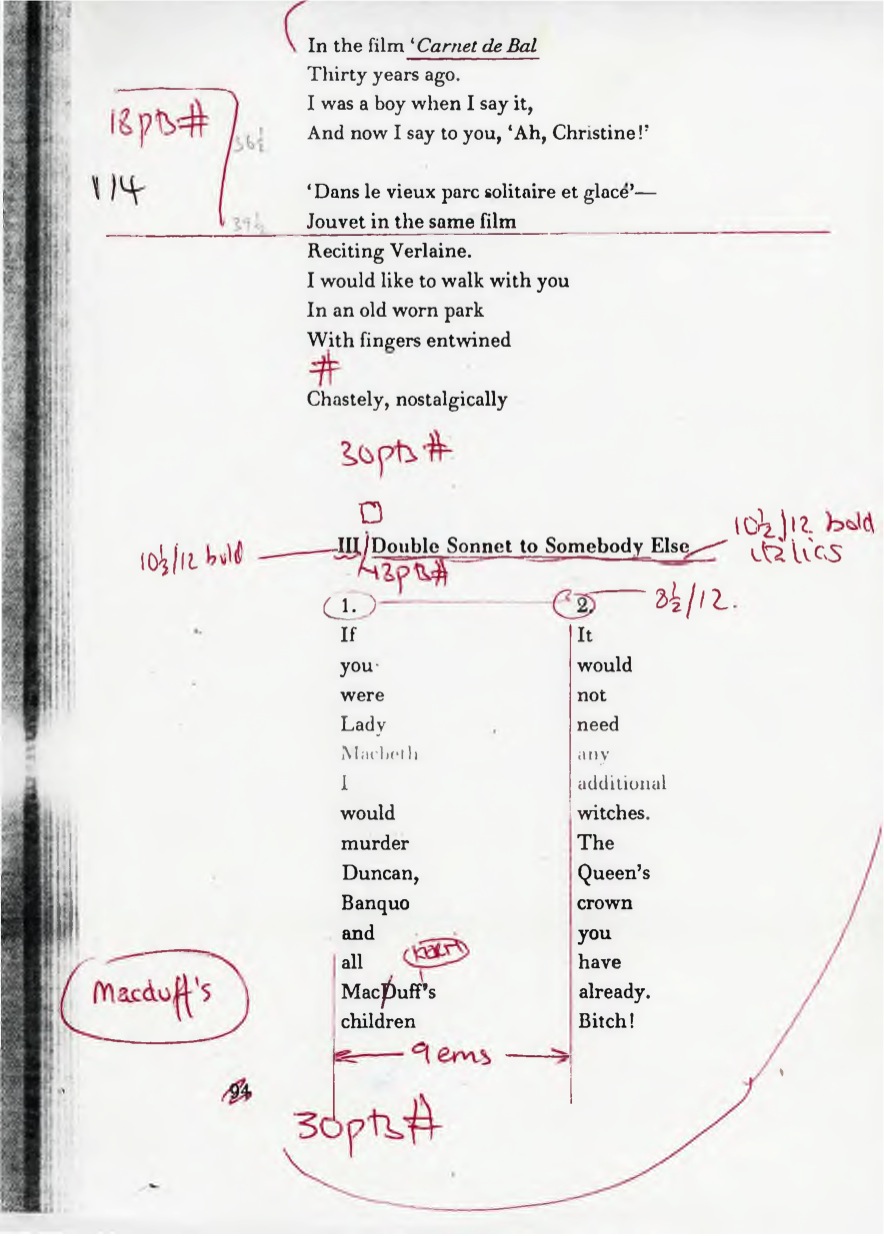 In the film ‘Carnet de Bal
Thirty years ago.
I was a boy when I say it,
And now I say to you, ‘Ah, Christine!’
18pts#
36½
114
‘Dans le vieux parc solitaire et glacé’—
Jouvet in the same film
39½
Reciting Verlaine.
I would like to walk with you
In an old worn park
With fingers entwined
#
Chastely, nostalgically
30pts #
10½/12 bold
III/Double Sonnet to Somebody Else
10½/12 bold
italics
pts#
1.
2.
8½/12.
If
It
you
would
were
not
Lady
need
Macbeth
any
I
additional
would
witches.
murder
The
Duncan,
Queen’s
Banquo
crown
and
you
all
have
Macduff's
MacDuff’s
already.
children
Bitch!
9 ems
94
30pts#